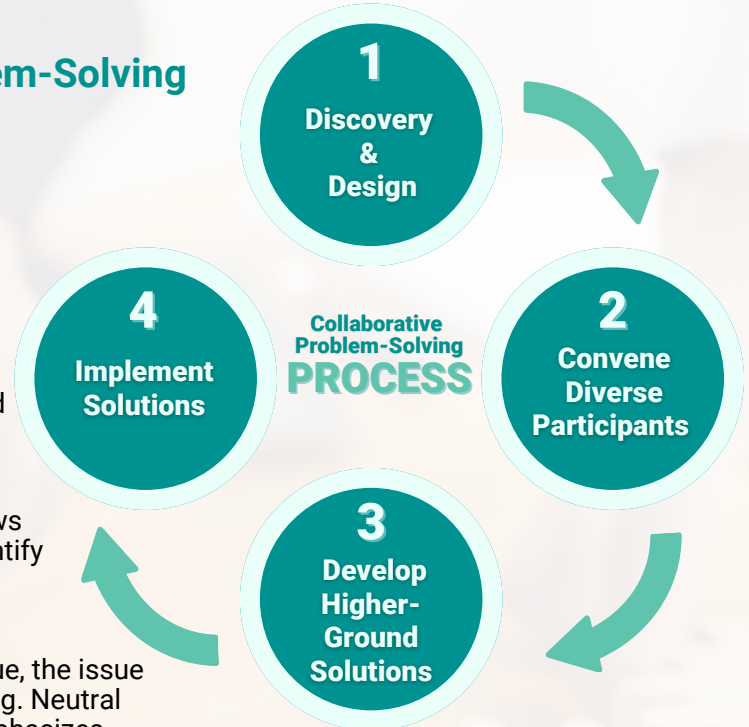 em-Solving
1
Discovery
&
Design
2
Convene
Diverse
Participants
3
Develop
Higher-
Ground
Solutions
4
Implement
Solutions
Collaborative
Problem-Solving
PROCESS
d
ws
ntify
ue, the issue
g. Neutral